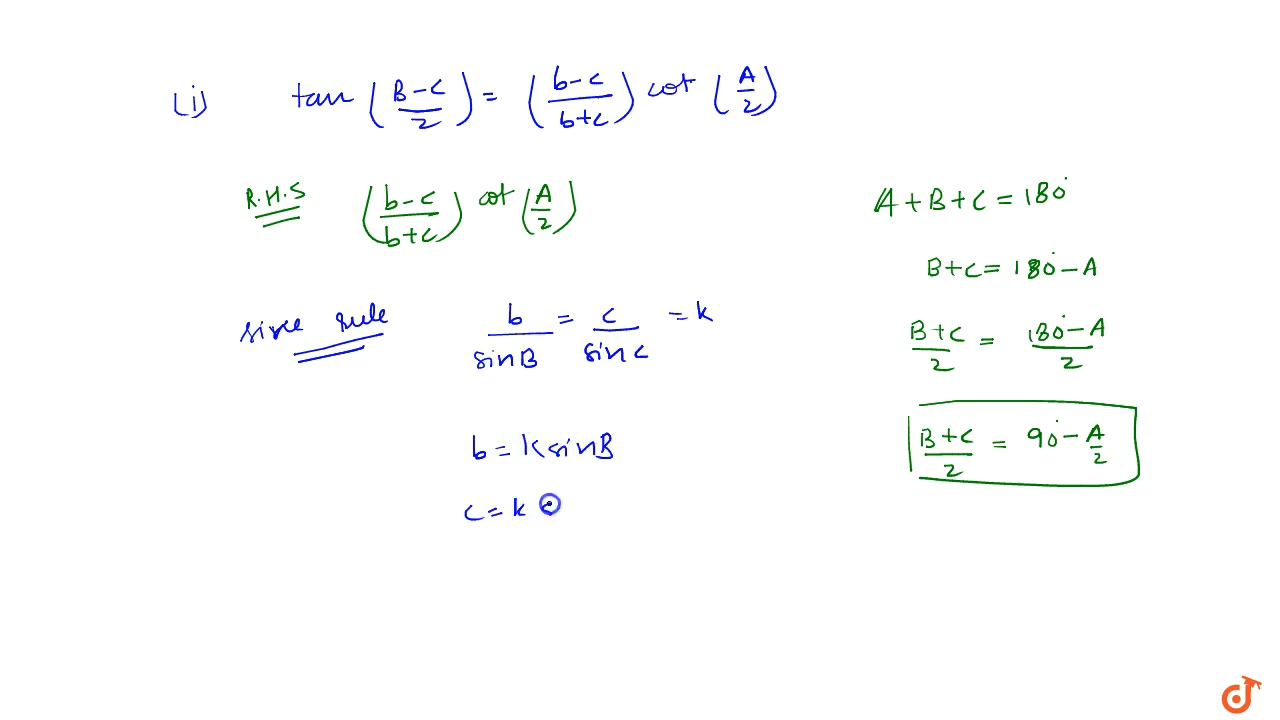 (i) tan (B-C/2) = (b-c/b+c) cot (A/2)
R.H.S (b-c/b+c) cot (A/2)
A+B+C = 180°
B+C = 180° - A
sine rule b/sinB = c/sinC = k
B+C/2 = 180° - A/2
B+C/2 = 90° - A/2
b = k sinB
c = k